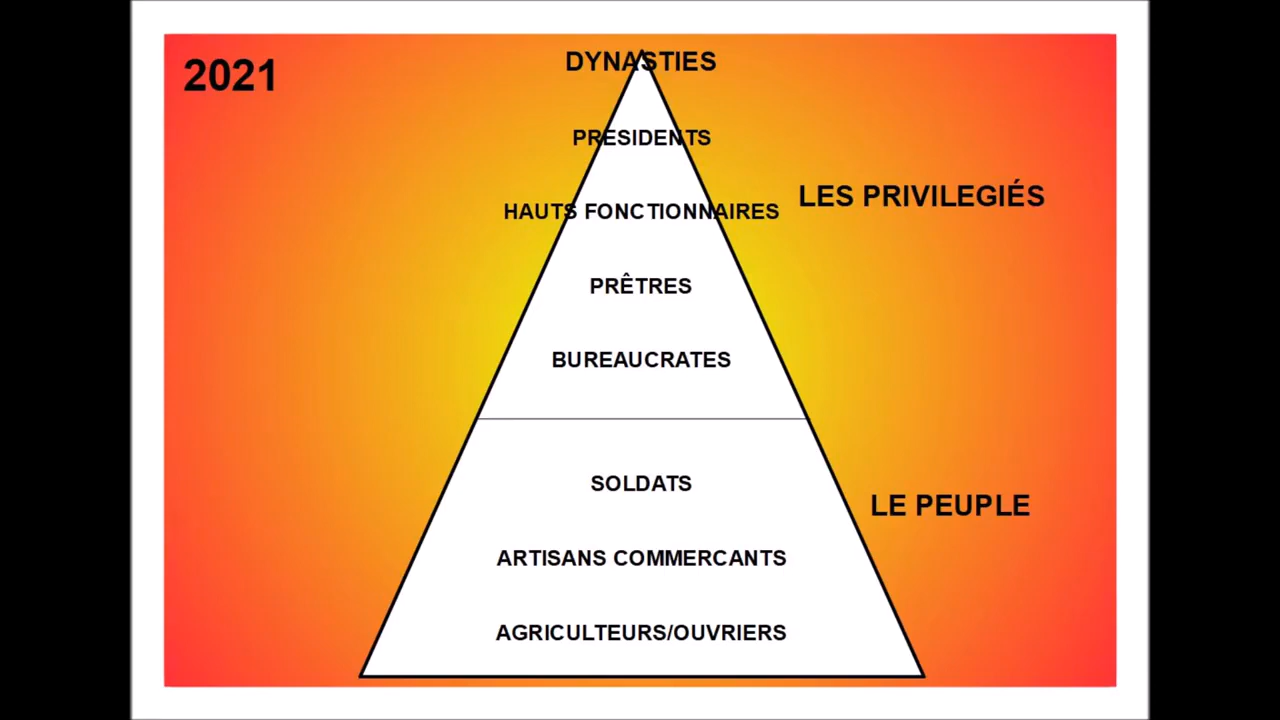 2021
DYNASTIES
PRESIDENTS
HAUTS FONCTIONNAIRES
LES PRIVILEGIÉS
PRÊTRES
BUREAUCRATES
SOLDATS
LE PEUPLE
ARTISANS COMMERCANTS
AGRICULTEURS/OUVRIERS